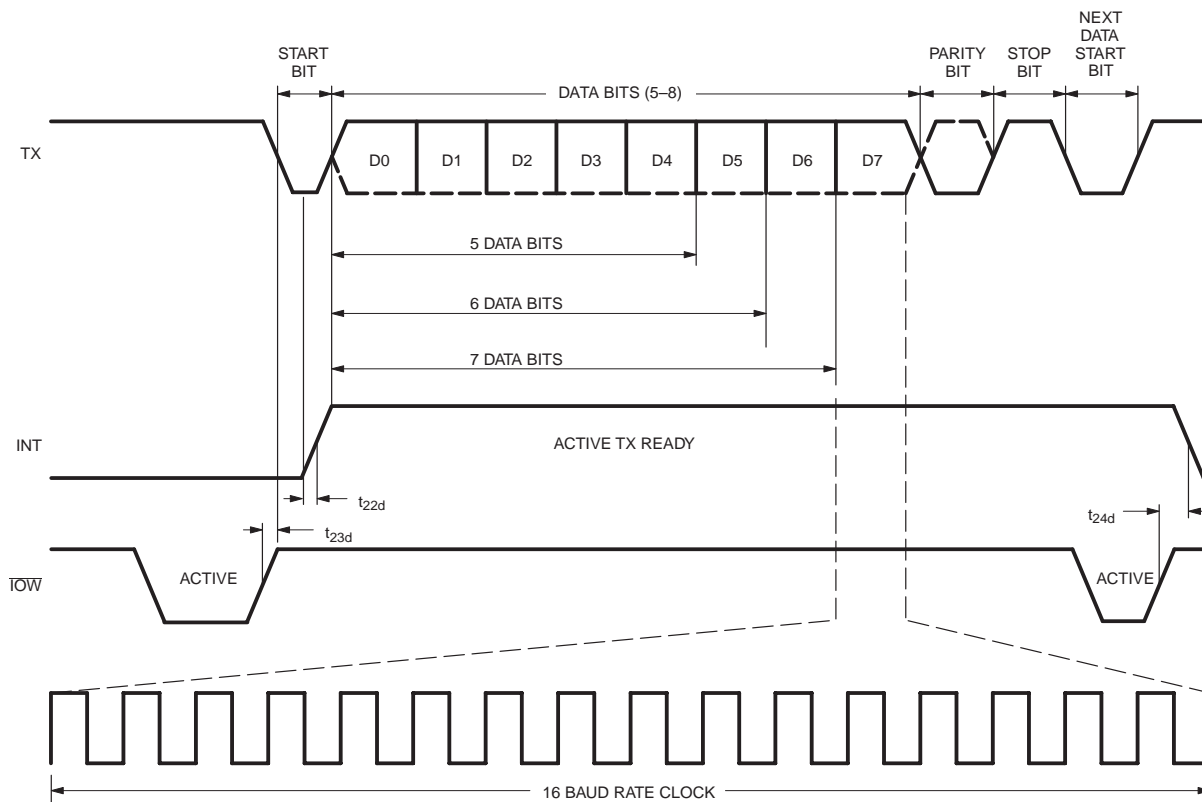 NEXT
DATA
START
BIT
START
BIT
PARITY
BIT
STOP
BIT
DATA BITS (5–8)
TX
D0 D1 D2 D3 D4 D5 D6 D7
5 DATA BITS
6 DATA BITS
7 DATA BITS
INT
ACTIVE TX READY
t22d
t24d
t23d
IOW
ACTIVE
ACTIVE
16 BAUD RATE CLOCK